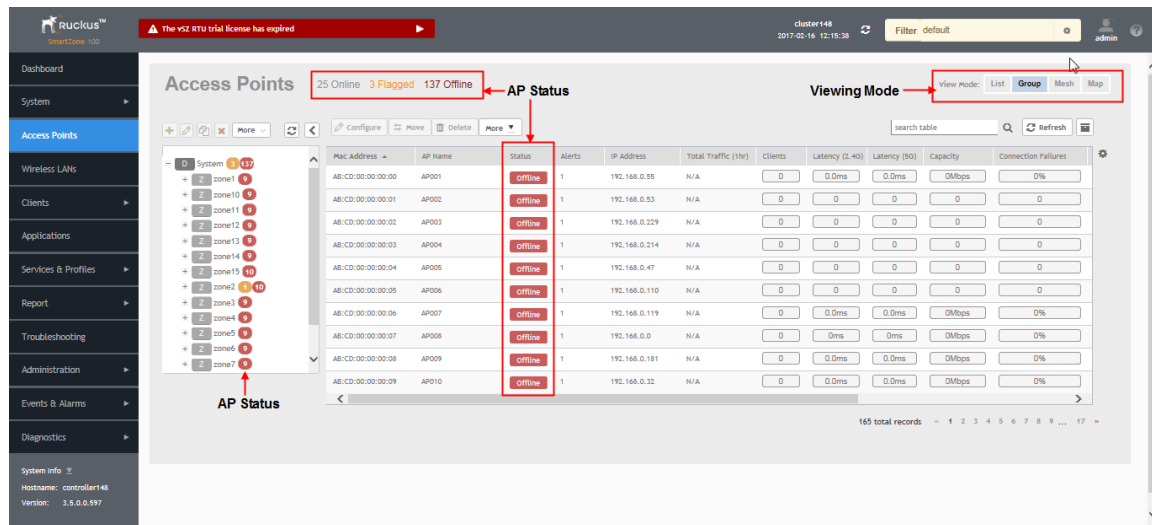 Ruckus™
SmartZone 100
The vSZ RTU trial license has expired
cluster148
2017-02-16 12:15:38
Filter default
admin
Dashboard
System
Access Points
Wireless LANs
Clients
Applications
Services & Profiles
Report
Troubleshooting
Administration
Events & Alarms
Diagnostics
System Info
Hostname: controller148
Version: 3.5.0.0.597
Access Points
25 Online 3 Flagged 137 Offline
AP Status
Viewing Mode
View Mode: List Group Mesh Map
More
Configure Move Delete More
search table
Refresh
D System 3 137
Z zone1 9
Z zone10 9
Z zone11 9
Z zone12 9
Z zone13 9
Z zone14 9
Z zone15 10
Z zone2 1 10
Z zone3 9
Z zone4 9
Z zone5 9
Z zone6 9
Z zone7 9
AP Status
Mac Address AP Name Status Alerts IP Address Total Traffic (1hr) Clients Latency (2.4G) Latency (5G) Capacity Connection Failures
AB:CD:00:00:00:00 AP001 Offline 1 192.168.0.55 N/A 0 0.0ms 0.0ms 0Mbps 0%
AB:CD:00:00:00:01 AP002 Offline 1 192.168.0.53 N/A 0 0 0 0 0
AB:CD:00:00:00:02 AP003 Offline 1 192.168.0.229 N/A 0 0 0 0 0
AB:CD:00:00:00:03 AP004 Offline 1 192.168.0.214 N/A 0 0 0 0 0
AB:CD:00:00:00:04 AP005 Offline 1 192.168.0.47 N/A 0 0 0 0 0
AB:CD:00:00:00:05 AP006 Offline 1 192.168.0.110 N/A 0 0 0 0 0
AB:CD:00:00:00:06 AP007 Offline 1 192.168.0.119 N/A 0 0.0ms 0.0ms 0Mbps 0%
AB:CD:00:00:00:07 AP008 Offline 1 192.168.0.0 N/A 0 0ms 0ms 0Mbps 0%
AB:CD:00:00:00:08 AP009 Offline 1 192.168.0.181 N/A 0 0.0ms 0.0ms 0Mbps 0%
AB:CD:00:00:00:09 AP010 Offline 1 192.168.0.32 N/A 0 0.0ms 0.0ms 0Mbps 0%
165 total records « 1 2 3 4 5 6 7 8 9 ... 17 »